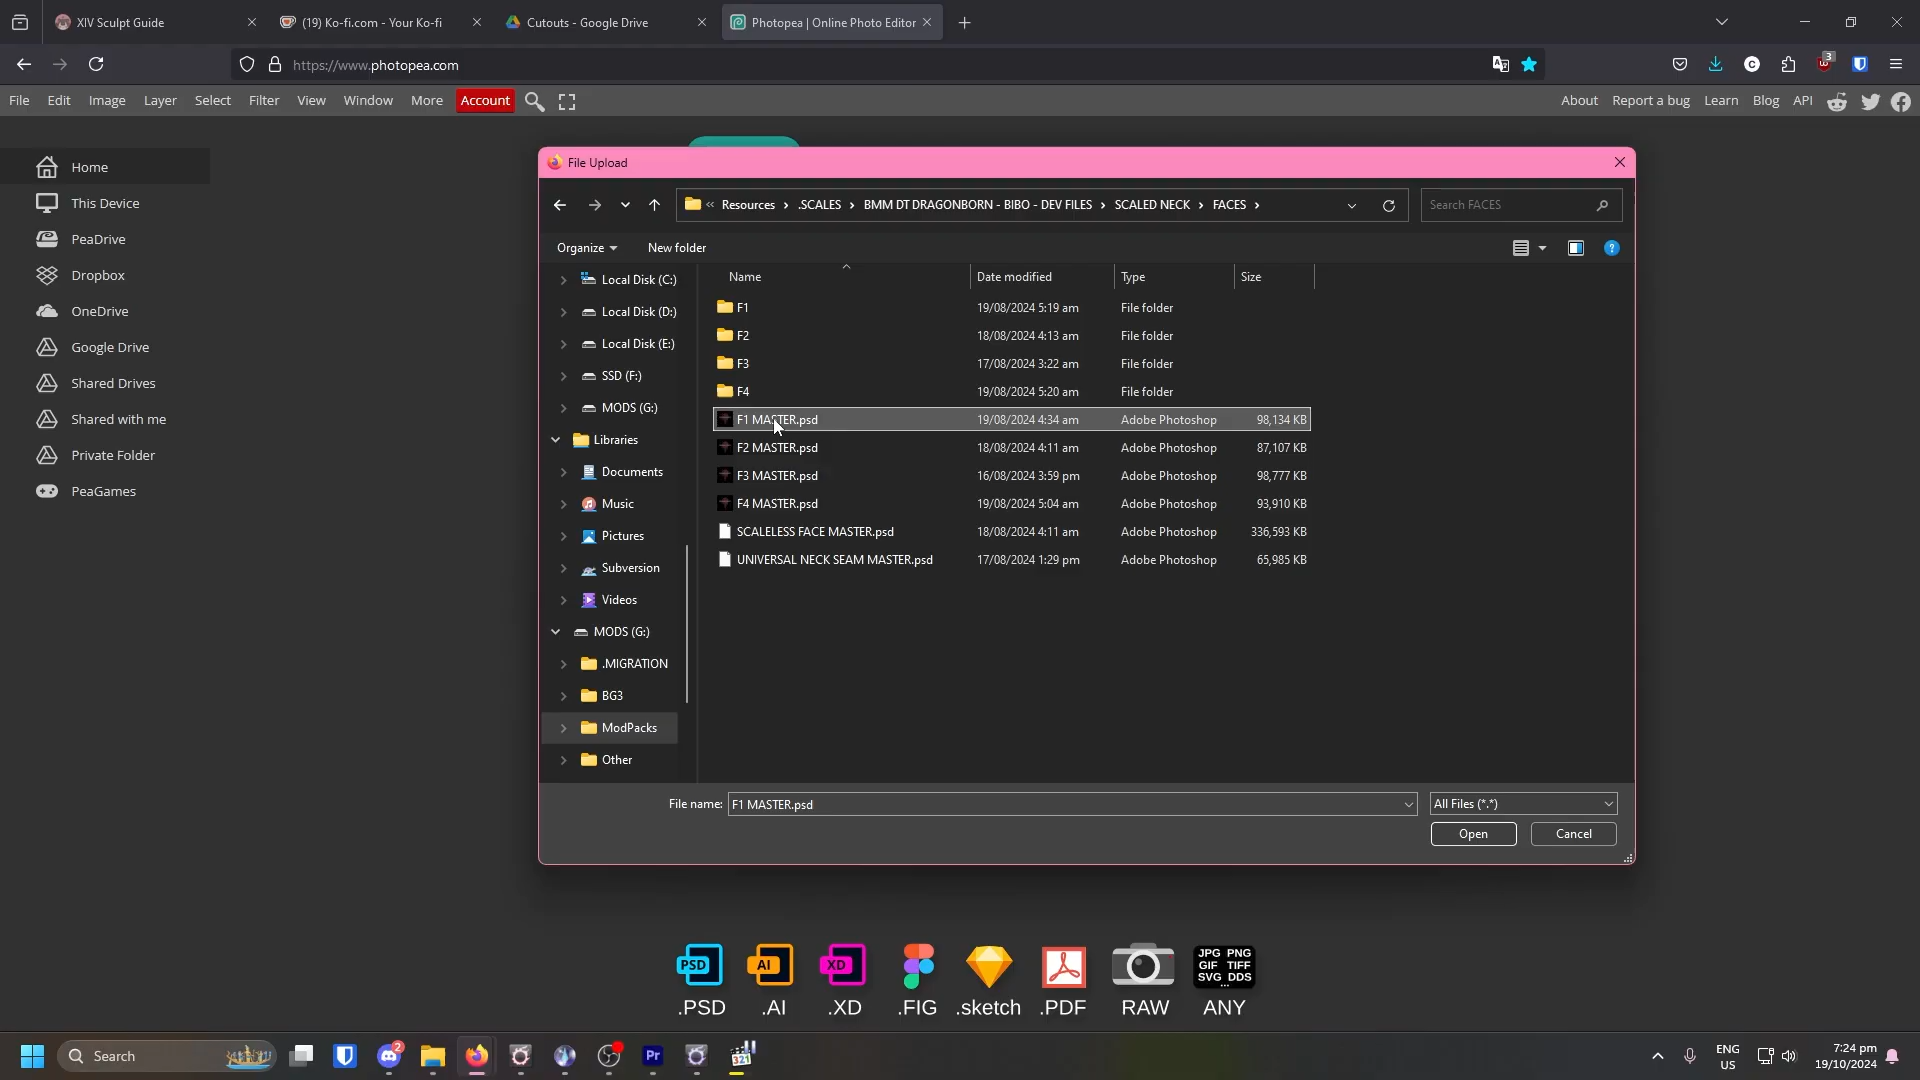 XIV Sculpt Guide
(19) Ko-fi.com - Your Ko-fi
Cutouts - Google Drive
Photopea | Online Photo Editor
https://www.photopea.com
3
File Edit Image Layer Select Filter View Window More Account
About Report a bug Learn Blog API
Home
This Device
PeaDrive
Dropbox
OneDrive
Google Drive
Shared Drives
Shared with me
Private Folder
PeaGames
File Upload
« Resources › .SCALES › BMM DT DRAGONBORN - BIBO - DEV FILES › SCALED NECK › FACES ›
Search FACES
Organize New folder
Local Disk (C:)
Local Disk (D:)
Local Disk (E:)
SSD (F:)
MODS (G:)
Libraries
Documents
Music
Pictures
Subversion
Videos
MODS (G:)
.MIGRATION
BG3
ModPacks
Other
Name Date modified Type Size
F1 19/08/2024 5:19 am File folder
F2 18/08/2024 4:13 am File folder
F3 17/08/2024 3:22 am File folder
F4 19/08/2024 5:20 am File folder
F1 MASTER.psd 19/08/2024 4:34 am Adobe Photoshop 98,134 KB
F2 MASTER.psd 18/08/2024 4:11 am Adobe Photoshop 87,107 KB
F3 MASTER.psd 16/08/2024 3:59 pm Adobe Photoshop 98,777 KB
F4 MASTER.psd 19/08/2024 5:04 am Adobe Photoshop 93,910 KB
SCALELESS FACE MASTER.psd 18/08/2024 4:11 am Adobe Photoshop 336,593 KB
UNIVERSAL NECK SEAM MASTER.psd 17/08/2024 1:29 pm Adobe Photoshop 65,985 KB
File name: F1 MASTER.psd All Files (*.*)
Open Cancel
PSD AI XD JPG PNG
GIF TIFF
SVG DDS
...
.PSD .AI .XD .FIG .sketch .PDF RAW ANY
Search
2
Pr
321
ENG
US
7:24 pm
19/10/2024